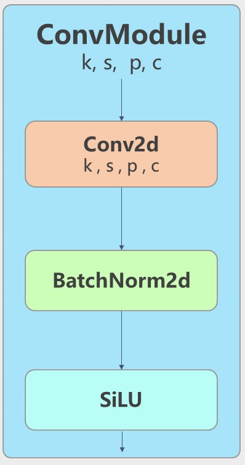 ConvModule
k, s, p, c
Conv2d
k , s , p , c
BatchNorm2d
SiLU